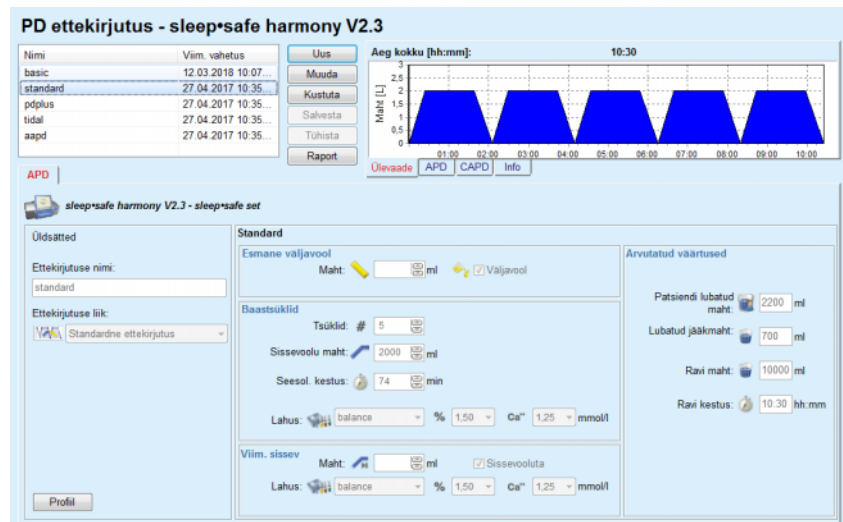 PD ettekirjutus - sleep•safe harmony V2.3
Nimi Viim. vahetus
basic 12.03.2018 10:07...
standard 27.04.2017 10:35...
pdplus 27.04.2017 10:35...
tidal 27.04.2017 10:35...
aapd 27.04.2017 10:35...
Uus
Muuda
Kustuta
Salvesta
Tühista
Raport
Aeg kokku [hh:mm]: 10:30
Maht [L]
3
2,5
2
1,5
1
0,5
0
01:00 02:00 03:00 04:00 05:00 06:00 07:00 08:00 09:00 10:00
Ülevaade APD CAPD Info
APD
sleep•safe harmony V2.3 - sleep•safe set
Üldsätted
Ettekirjutuse nimi:
standard
Ettekirjutuse liik:
Standardne ettekirjutus
Profiil
Standard
Esmane väljavool
Maht: ml Väljavool
Baastsüklid
Tsüklid: # 5
Sissevoolu maht: 2000 ml
Seesol. kestus: 74 min
Lahus: balance % 1,50 Ca⁺⁺ 1,25 mmol/l
Viim. sissev
Maht: ml Sissevooluta
Lahus: balance % 1,50 Ca⁺⁺ 1,25 mmol/l
Arvutatud väärtused
Patsiendi lubatud
maht: 2200 ml
Lubatud jääkmaht: 700 ml
Ravi maht: 10000 ml
Ravi kestus: 10:30 hh:mm